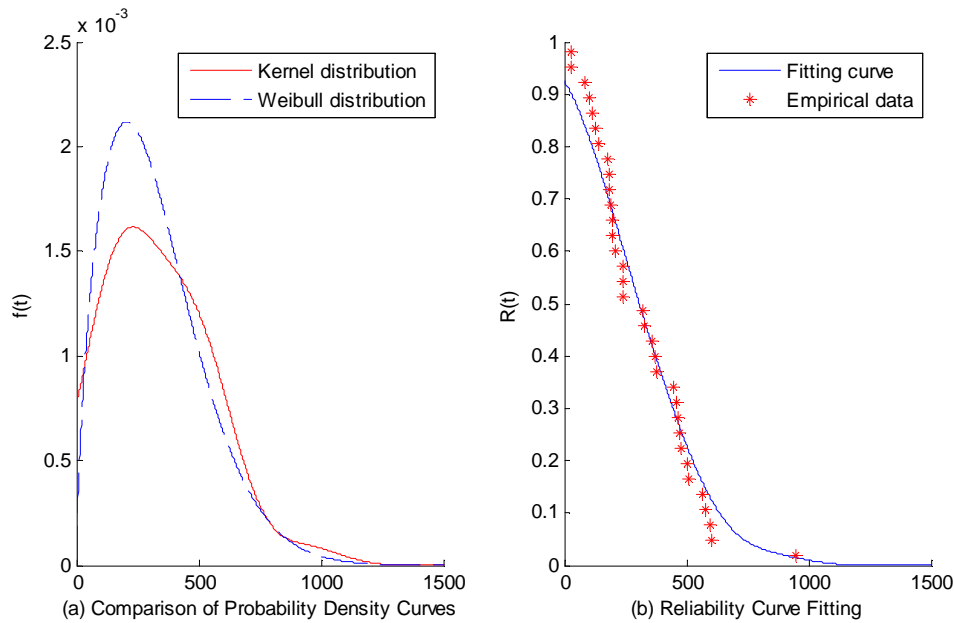 x 10^-3
2.5
2
1.5
1
0.5
0
f(t)
Kernel distribution
Weibull distribution
0 500 1000 1500
(a) Comparison of Probability Density Curves
1
0.9
0.8
0.7
0.6
0.5
0.4
0.3
0.2
0.1
0
R(t)
Fitting curve
Empirical data
0 500 1000 1500
(b) Reliability Curve Fitting